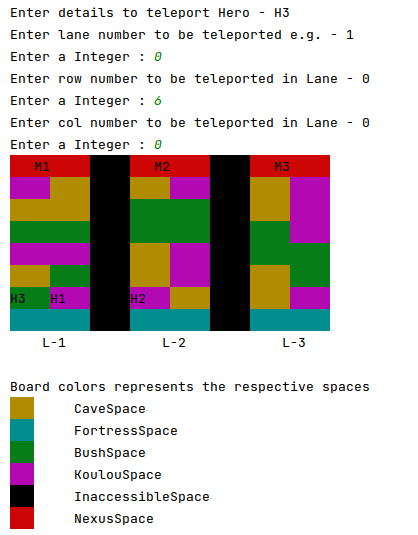 Enter details to teleport Hero - H3
Enter lane number to be teleported e.g. - 1
Enter a Integer : 0
Enter row number to be teleported in Lane - 0
Enter a Integer : 6
Enter col number to be teleported in Lane - 0
Enter a Integer : 0
M1 M2 M3
H3 H1 H2
L-1 L-2 L-3
Board colors represents the respective spaces
CaveSpace
FortressSpace
BushSpace
KoulouSpace
InaccessibleSpace
NexusSpace